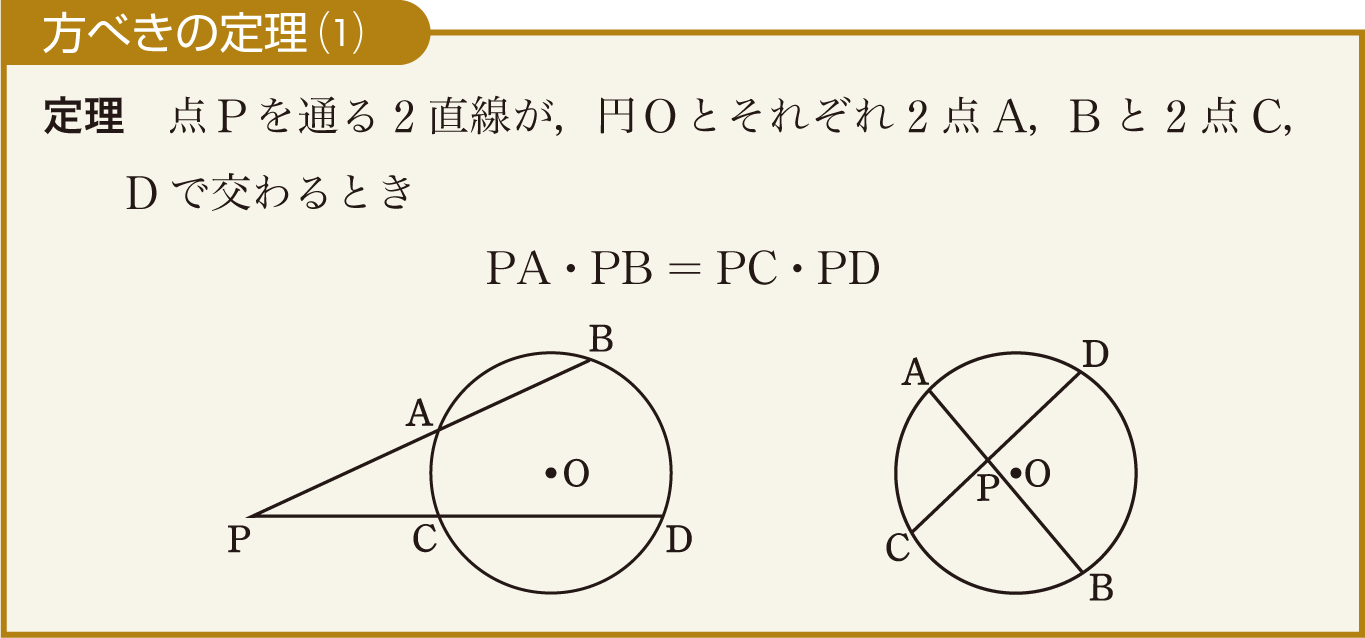 方べきの定理(1)
定理 点Pを通る2直線が，円Oとそれぞれ2点A，Bと2点C，
Dで交わるとき
PA・PB＝PC・PD
B
A
O
P
C
D
A
D
P
O
C
B